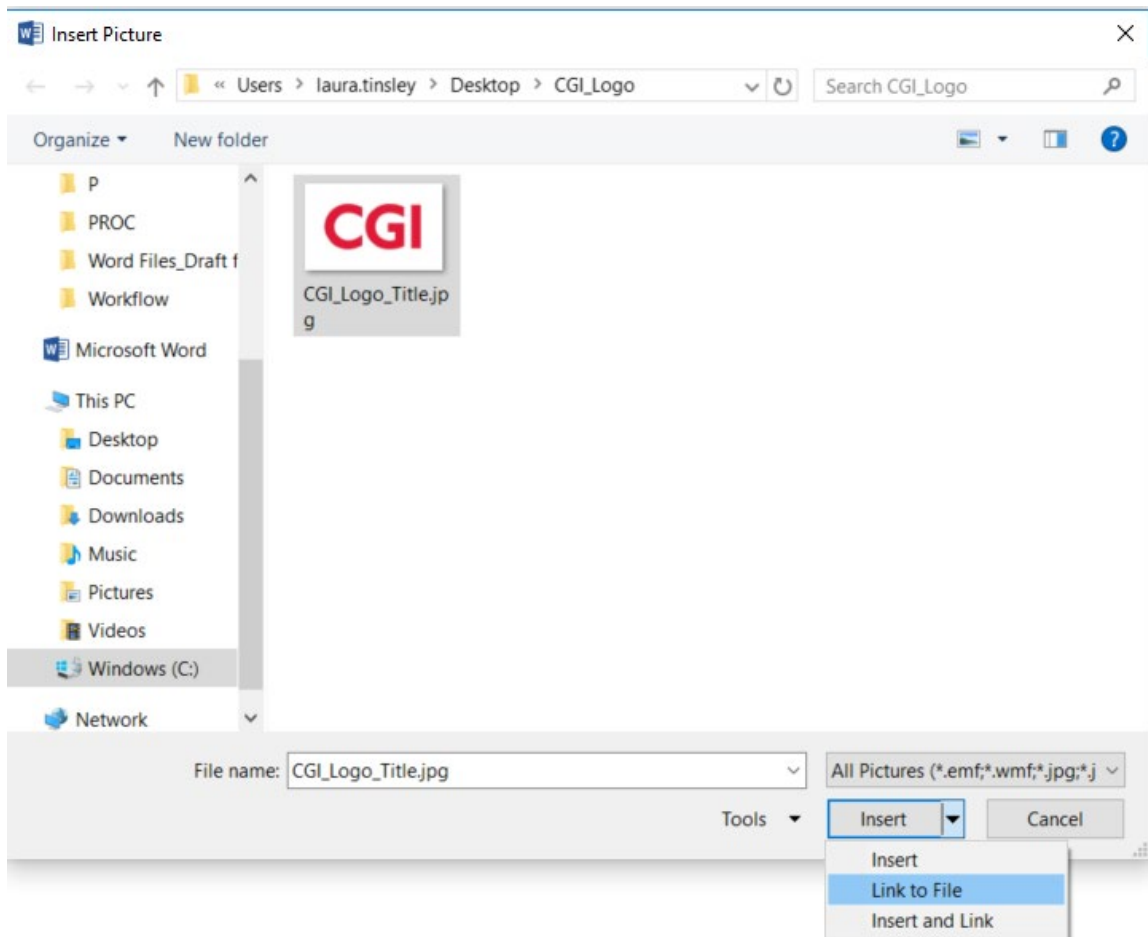 Insert Picture
« Users > laura.tinsley > Desktop > CGI_Logo
Search CGI_Logo
Organize
New folder
P
PROC
Word Files_Draft f
Workflow
Microsoft Word
This PC
Desktop
Documents
Downloads
Music
Pictures
Videos
Windows (C:)
Network
CGI
CGI_Logo_Title.jp
g
File name: CGI_Logo_Title.jpg
All Pictures (*.emf;*.wmf;*.jpg;*.j
Tools
Insert
Cancel
Insert
Link to File
Insert and Link